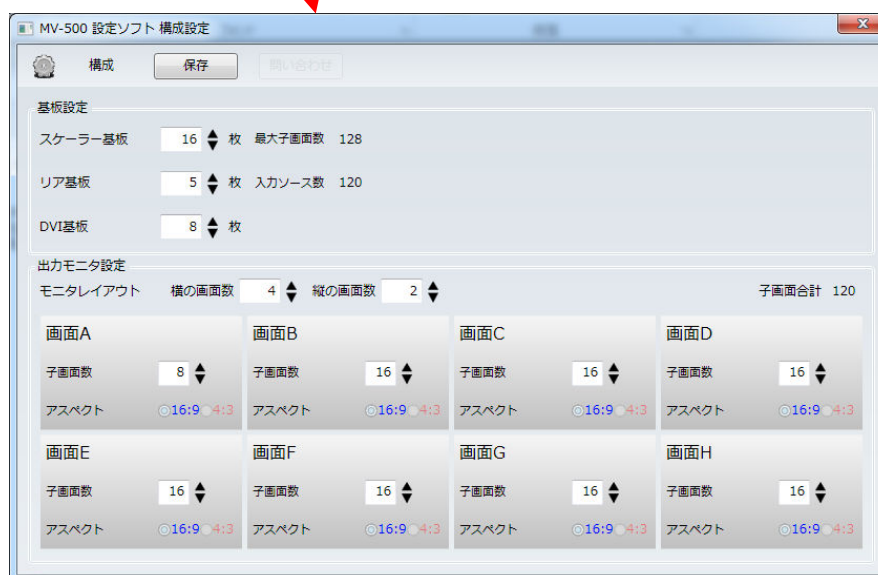 MV-500 設定ソフト 構成設定
構成 保存 問い合わせ
基板設定
スケーラー基板 16 枚 最大子画面数 128
リア基板 5 枚 入力ソース数 120
DVI基板 8 枚
出力モニタ設定
モニタレイアウト 横の画面数 4 縦の画面数 2 子画面合計 120
画面A 画面B 画面C 画面D
子画面数 8 子画面数 16 子画面数 16 子画面数 16
アスペクト 16:9 4:3 アスペクト 16:9 4:3 アスペクト 16:9 4:3 アスペクト 16:9 4:3
画面E 画面F 画面G 画面H
子画面数 16 子画面数 16 子画面数 16 子画面数 16
アスペクト 16:9 4:3 アスペクト 16:9 4:3 アスペクト 16:9 4:3 アスペクト 16:9 4:3